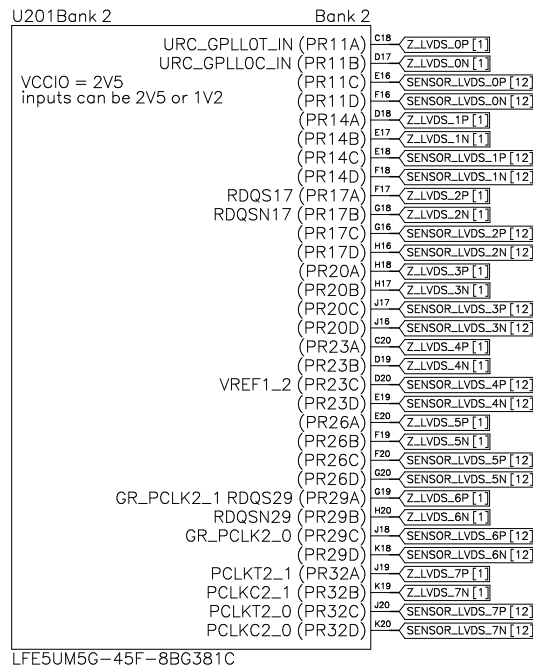 U201Bank 2 Bank 2
URC_GPLL0T_IN (PR11A) C18 Z_LVDS_0P [1]
URC_GPLL0C_IN (PR11B) D17 Z_LVDS_0N [1]
VCCIO = 2V5 (PR11C) E16 SENSOR_LVDS_0P [12]
inputs can be 2V5 or 1V2 (PR11D) F16 SENSOR_LVDS_0N [12]
(PR14A) D18 Z_LVDS_1P [1]
(PR14B) E17 Z_LVDS_1N [1]
(PR14C) E18 SENSOR_LVDS_1P [12]
(PR14D) F18 SENSOR_LVDS_1N [12]
RDQS17 (PR17A) F17 Z_LVDS_2P [1]
RDQSN17 (PR17B) G18 Z_LVDS_2N [1]
(PR17C) G16 SENSOR_LVDS_2P [12]
(PR17D) H16 SENSOR_LVDS_2N [12]
(PR20A) H18 Z_LVDS_3P [1]
(PR20B) H17 Z_LVDS_3N [1]
(PR20C) J17 SENSOR_LVDS_3P [12]
(PR20D) J16 SENSOR_LVDS_3N [12]
(PR23A) C20 Z_LVDS_4P [1]
(PR23B) D19 Z_LVDS_4N [1]
VREF1_2 (PR23C) D20 SENSOR_LVDS_4P [12]
(PR23D) E19 SENSOR_LVDS_4N [12]
(PR26A) E20 Z_LVDS_5P [1]
(PR26B) F19 Z_LVDS_5N [1]
(PR26C) F20 SENSOR_LVDS_5P [12]
(PR26D) G20 SENSOR_LVDS_5N [12]
GR_PCLK2_1 RDQS29 (PR29A) G19 Z_LVDS_6P [1]
RDQSN29 (PR29B) H20 Z_LVDS_6N [1]
GR_PCLK2_0 (PR29C) J18 SENSOR_LVDS_6P [12]
(PR29D) K18 SENSOR_LVDS_6N [12]
PCLKT2_1 (PR32A) J19 Z_LVDS_7P [1]
PCLKC2_1 (PR32B) K19 Z_LVDS_7N [1]
PCLKT2_0 (PR32C) J20 SENSOR_LVDS_7P [12]
PCLKC2_0 (PR32D) K20 SENSOR_LVDS_7N [12]
LFE5UM5G-45F-8BG381C